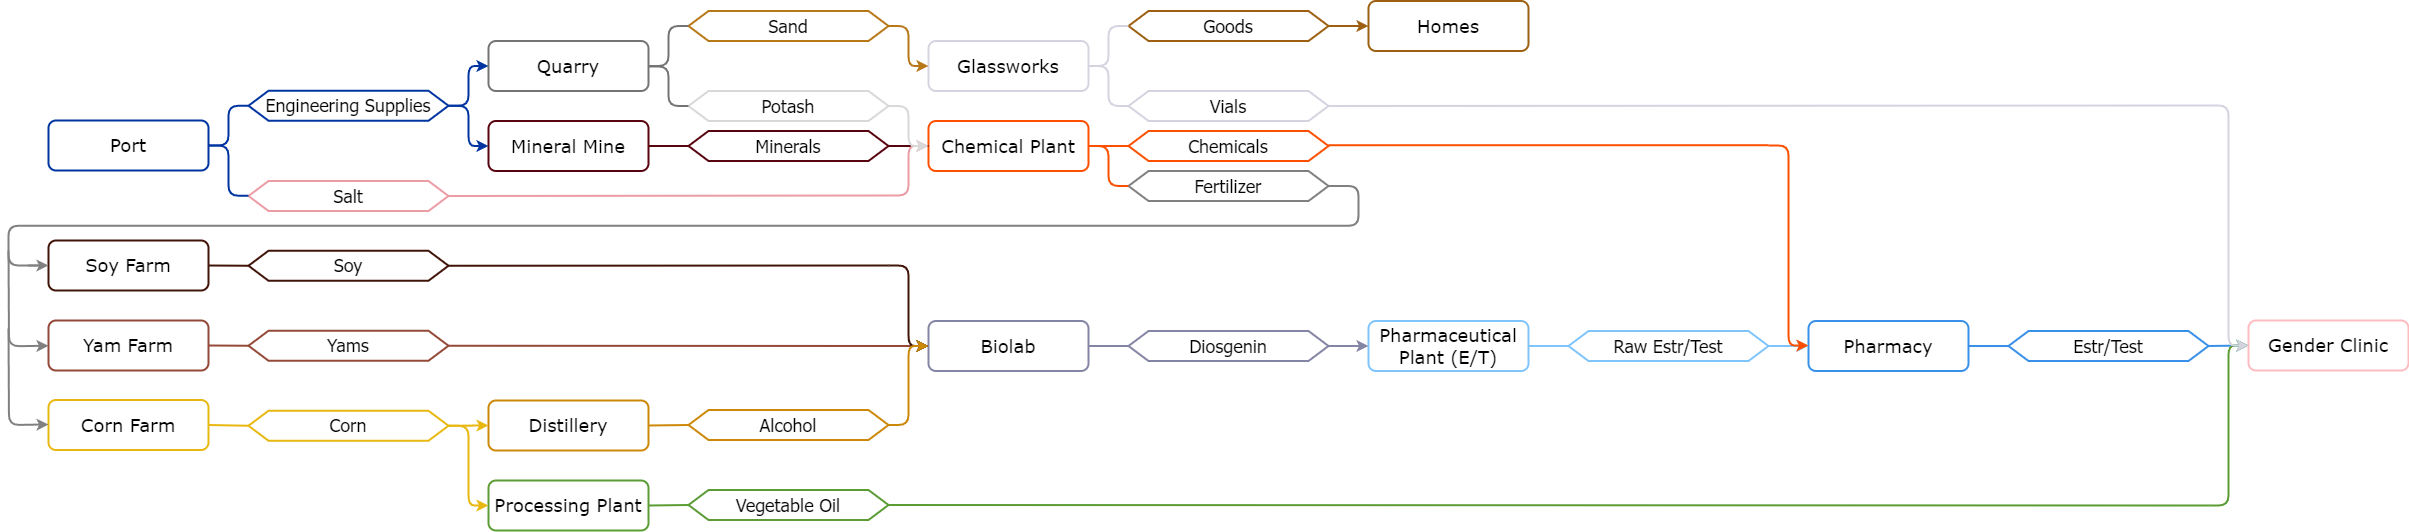 Sand
Goods
Homes
Quarry
Glassworks
Engineering Supplies
Potash
Vials
Port
Mineral Mine
Minerals
Chemical Plant
Chemicals
Salt
Fertilizer
Soy Farm
Soy
Yam Farm
Yams
Biolab
Diosgenin
Pharmaceutical
Plant (E/T)
Raw Estr/Test
Pharmacy
Estr/Test
Gender Clinic
Corn Farm
Corn
Distillery
Alcohol
Processing Plant
Vegetable Oil